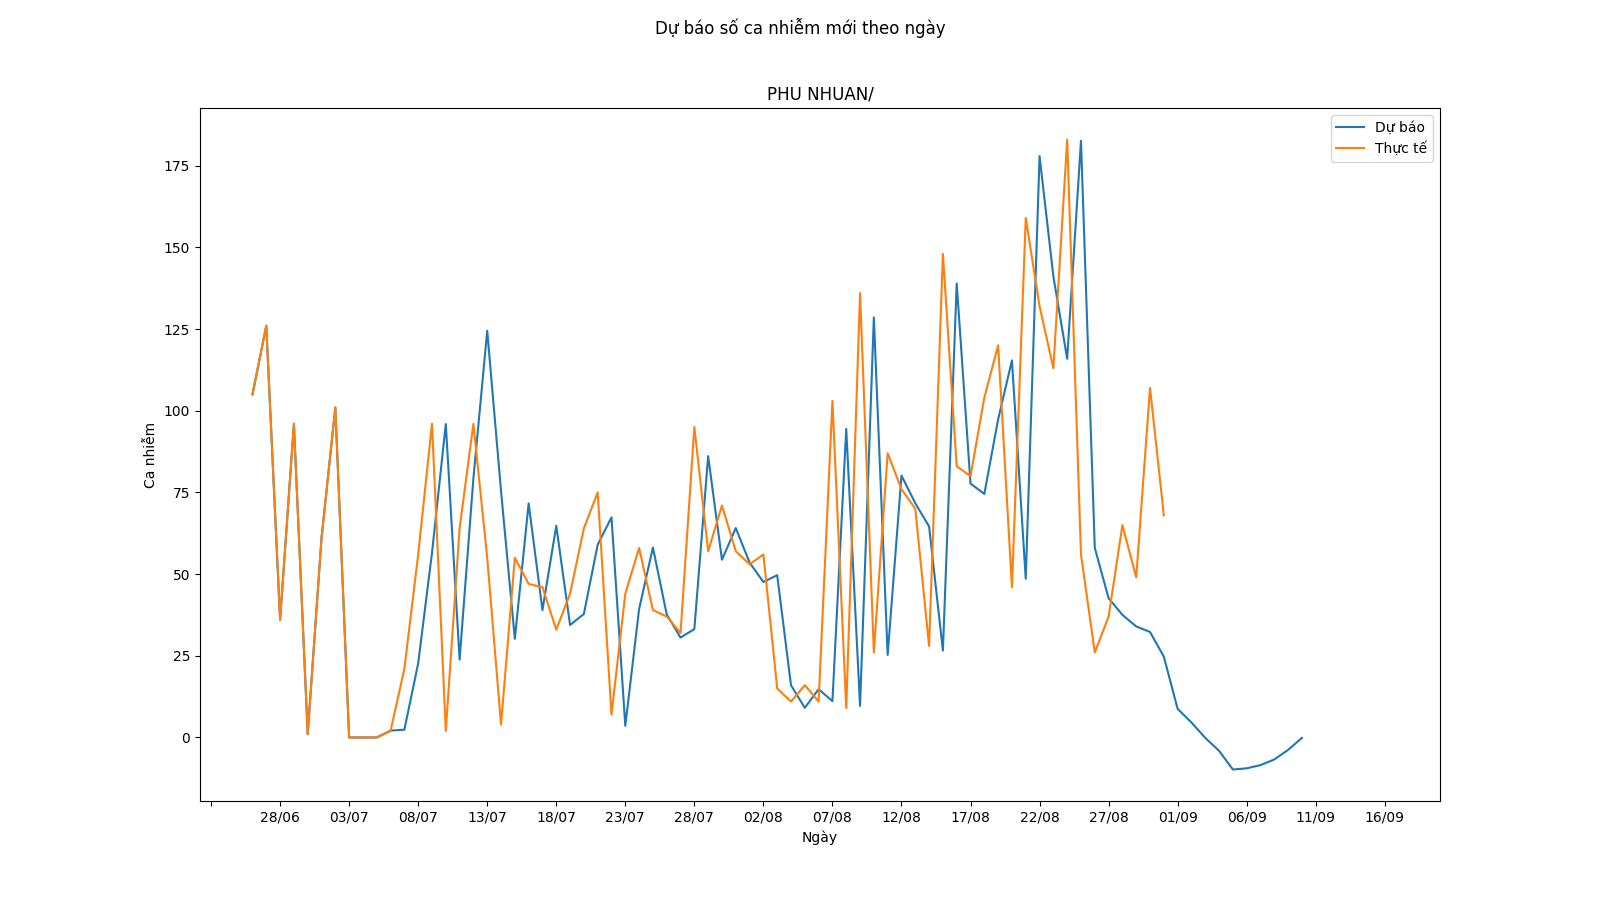 Dự báo số ca nhiễm mới theo ngày
PHU NHUAN/
Dự báo
Thực tế
175
150
125
100
75
50
25
0
Ca nhiễm
28/06 03/07 08/07 13/07 18/07 23/07 28/07 02/08 07/08 12/08 17/08 22/08 27/08 01/09 06/09 11/09 16/09
Ngày